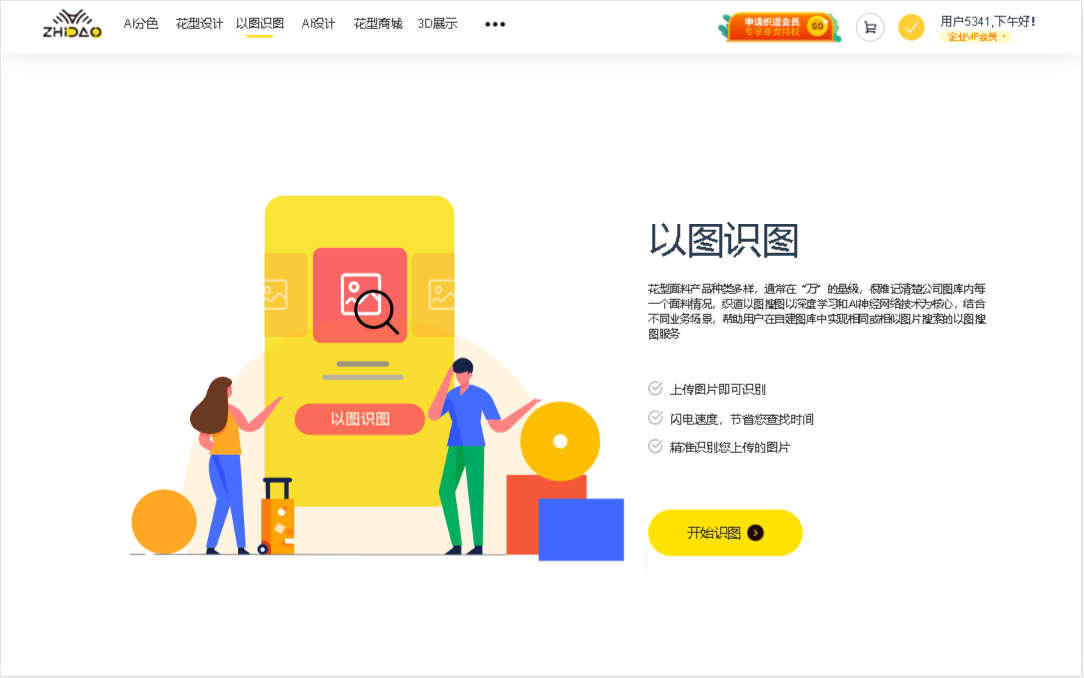 ZHIDAO
AI分色 花型设计 以图识图 AI设计 花型商城 3D展示
申请织道会员
专享尊贵特权
GO
用户5341,下午好!
企业VIP会员
以图识图
以图识图
花型面料产品种类多样，通常在“万”的量级，很难记清楚公司图库内每
一个面料情况，织道以图搜图以深度学习和AI神经网络技术为核心，结合
不同业务场景，帮助用户在自建图库中实现相同或相似图片搜索的以图搜
图服务
上传图片即可识别
闪电速度，节省您查找时间
精准识别您上传的图片
开始识图